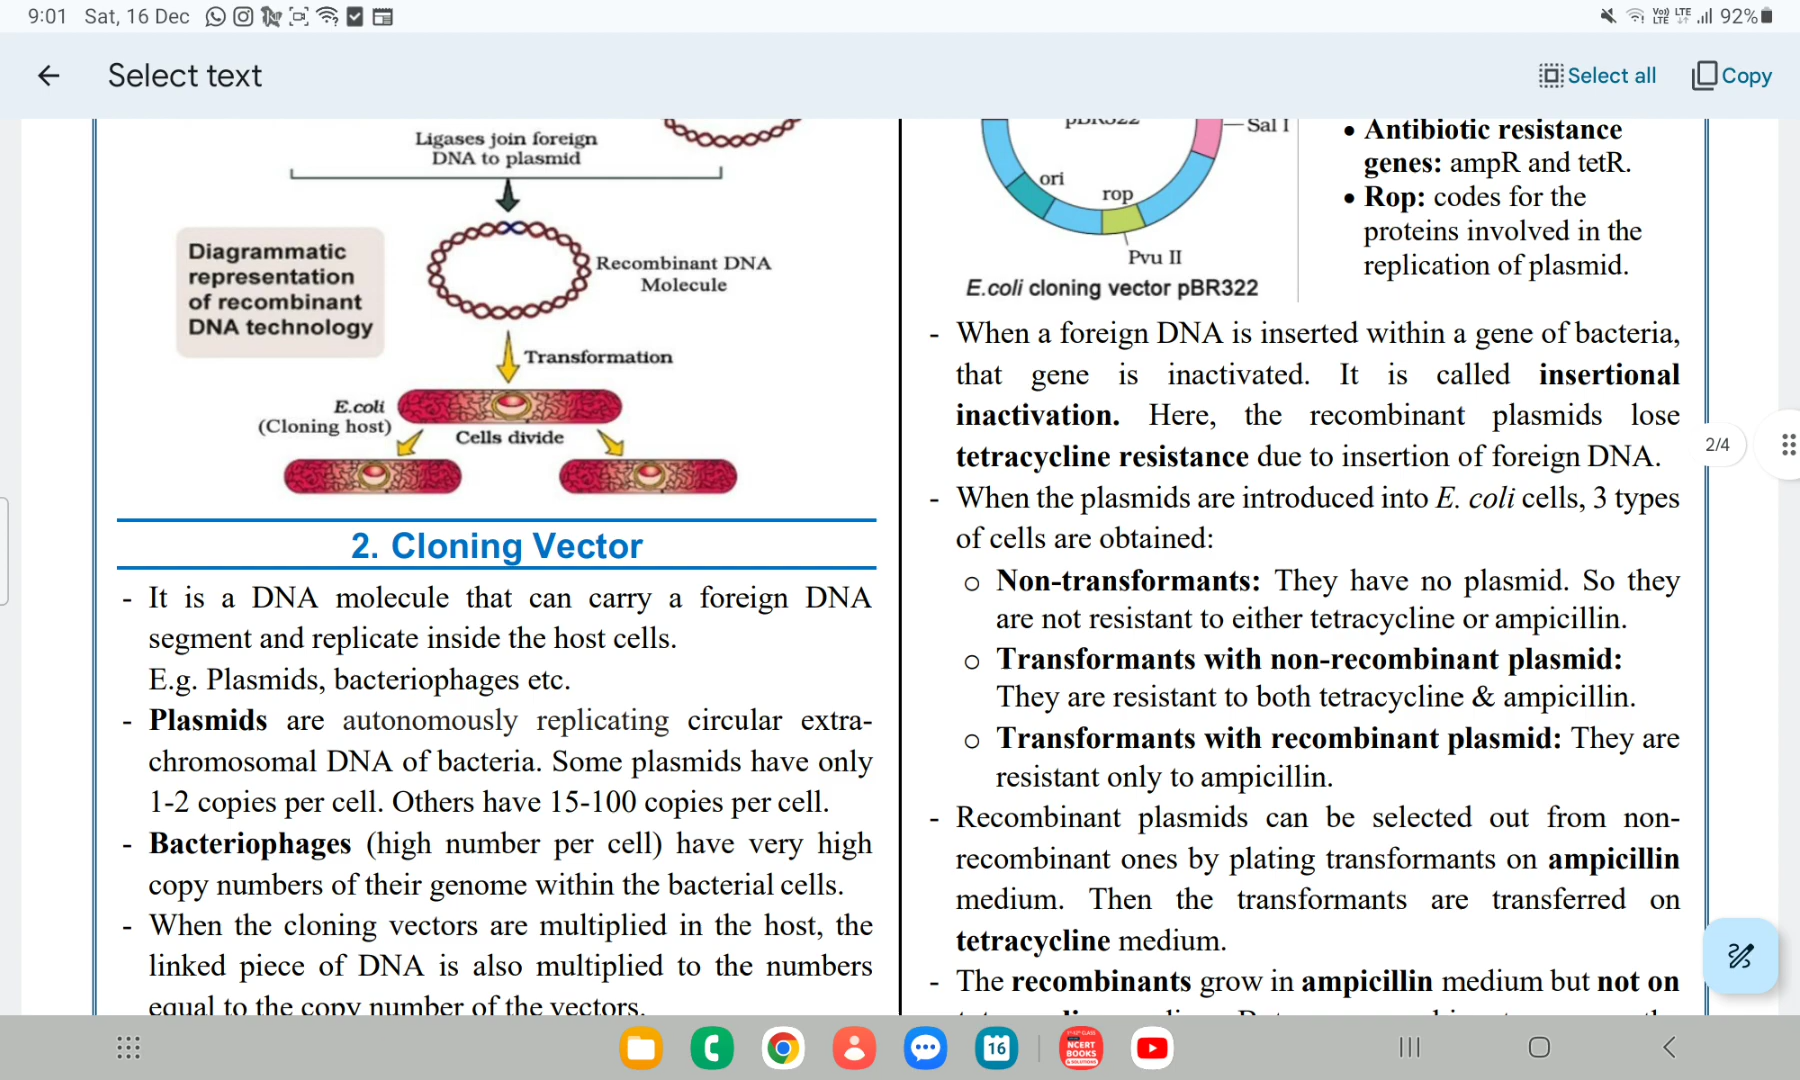 9:01 Sat, 16 Dec
Vo)) LTE LTE 92%
Select text
Select all
Copy
Ligases join foreign
DNA to plasmid
Diagrammatic
representation
of recombinant
DNA technology
Recombinant DNA
Molecule
Transformation
E.coli
(Cloning host)
Cells divide
2. Cloning Vector
- It is a DNA molecule that can carry a foreign DNA
segment and replicate inside the host cells.
E.g. Plasmids, bacteriophages etc.
- Plasmids are autonomously replicating circular extra-
chromosomal DNA of bacteria. Some plasmids have only
1-2 copies per cell. Others have 15-100 copies per cell.
- Bacteriophages (high number per cell) have very high
copy numbers of their genome within the bacterial cells.
- When the cloning vectors are multiplied in the host, the
linked piece of DNA is also multiplied to the numbers
equal to the copy number of the vectors.
pBR322
Sal I
ori
rop
Pvu II
E.coli cloning vector pBR322
• Antibiotic resistance
genes: ampR and tetR.
• Rop: codes for the
proteins involved in the
replication of plasmid.
- When a foreign DNA is inserted within a gene of bacteria,
that gene is inactivated. It is called insertional
inactivation. Here, the recombinant plasmids lose
tetracycline resistance due to insertion of foreign DNA.
- When the plasmids are introduced into E. coli cells, 3 types
of cells are obtained:
o Non-transformants: They have no plasmid. So they
are not resistant to either tetracycline or ampicillin.
o Transformants with non-recombinant plasmid:
They are resistant to both tetracycline & ampicillin.
o Transformants with recombinant plasmid: They are
resistant only to ampicillin.
- Recombinant plasmids can be selected out from non-
recombinant ones by plating transformants on ampicillin
medium. Then the transformants are transferred on
tetracycline medium.
- The recombinants grow in ampicillin medium but not on
2/4
16
NCERT
BOOKS